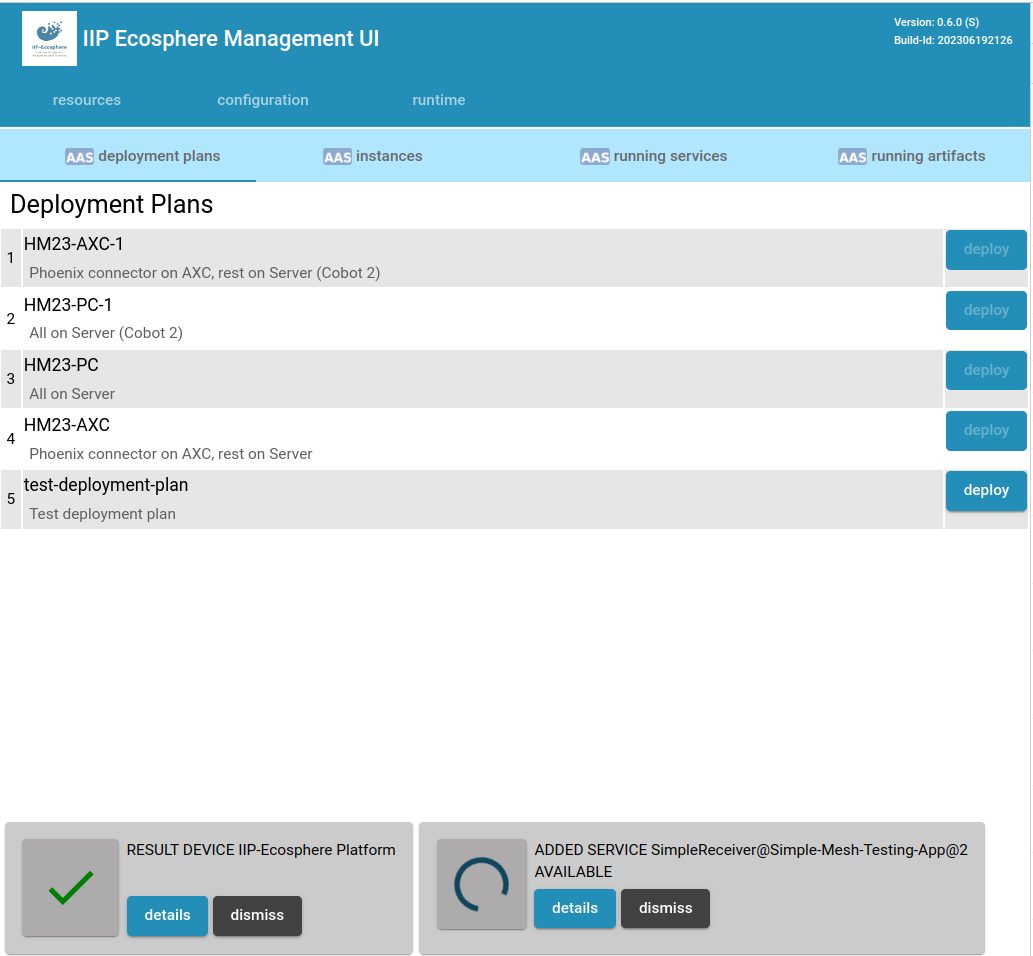 IIP-Ecosphere
IIP Ecosphere Management UI
Version: 0.6.0 (S)
Build-Id: 202306192126
resources configuration runtime
AAS deployment plans AAS instances AAS running services AAS running artifacts
Deployment Plans
1 HM23-AXC-1 deploy
Phoenix connector on AXC, rest on Server (Cobot 2)
2 HM23-PC-1 deploy
All on Server (Cobot 2)
3 HM23-PC deploy
All on Server
4 HM23-AXC deploy
Phoenix connector on AXC, rest on Server
5 test-deployment-plan deploy
Test deployment plan
RESULT DEVICE IIP-Ecosphere Platform
details dismiss
ADDED SERVICE SimpleReceiver@Simple-Mesh-Testing-App@2
AVAILABLE
details dismiss